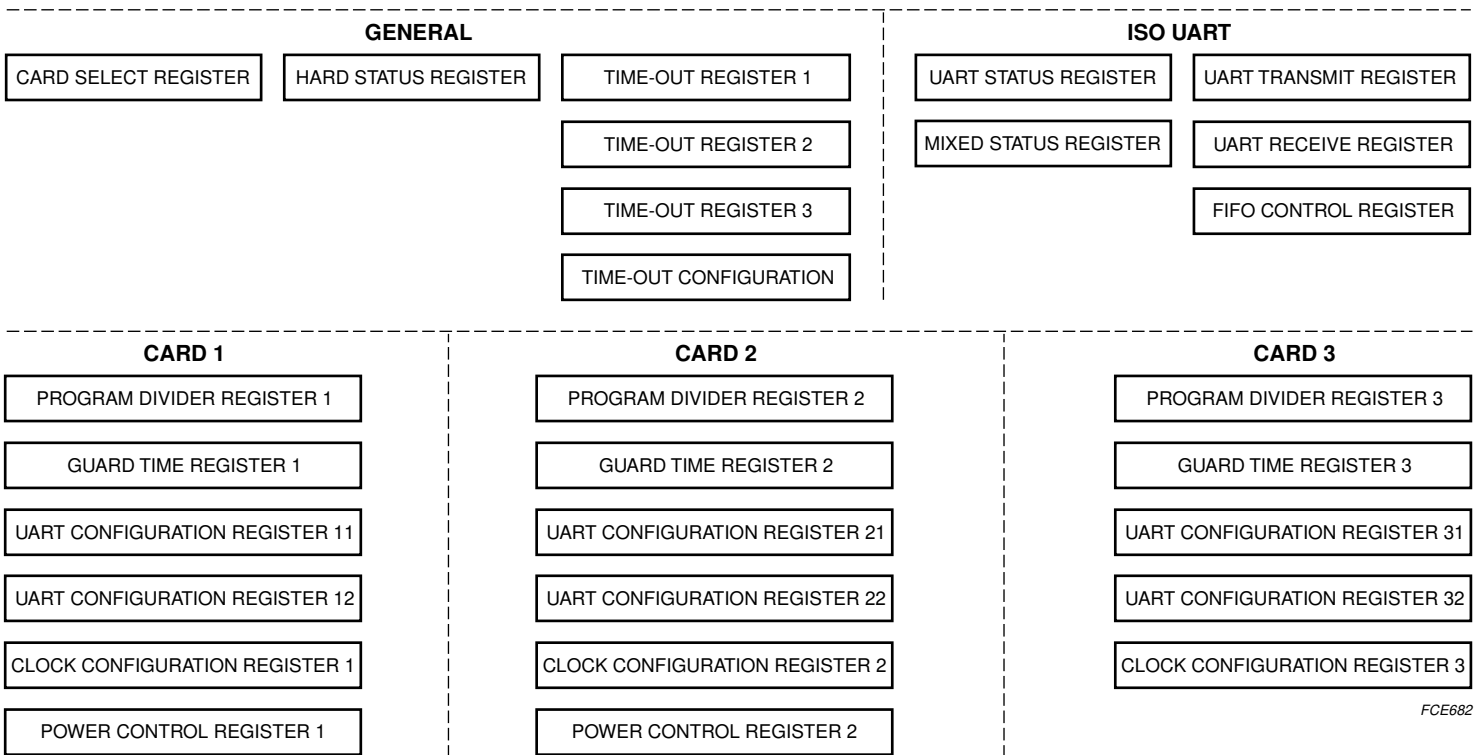 GENERAL
CARD SELECT REGISTER
HARD STATUS REGISTER
TIME-OUT REGISTER 1
TIME-OUT REGISTER 2
TIME-OUT REGISTER 3
TIME-OUT CONFIGURATION
ISO UART
UART STATUS REGISTER
UART TRANSMIT REGISTER
MIXED STATUS REGISTER
UART RECEIVE REGISTER
FIFO CONTROL REGISTER
CARD 1
PROGRAM DIVIDER REGISTER 1
GUARD TIME REGISTER 1
UART CONFIGURATION REGISTER 11
UART CONFIGURATION REGISTER 12
CLOCK CONFIGURATION REGISTER 1
POWER CONTROL REGISTER 1
CARD 2
PROGRAM DIVIDER REGISTER 2
GUARD TIME REGISTER 2
UART CONFIGURATION REGISTER 21
UART CONFIGURATION REGISTER 22
CLOCK CONFIGURATION REGISTER 2
POWER CONTROL REGISTER 2
CARD 3
PROGRAM DIVIDER REGISTER 3
GUARD TIME REGISTER 3
UART CONFIGURATION REGISTER 31
UART CONFIGURATION REGISTER 32
CLOCK CONFIGURATION REGISTER 3
FCE682